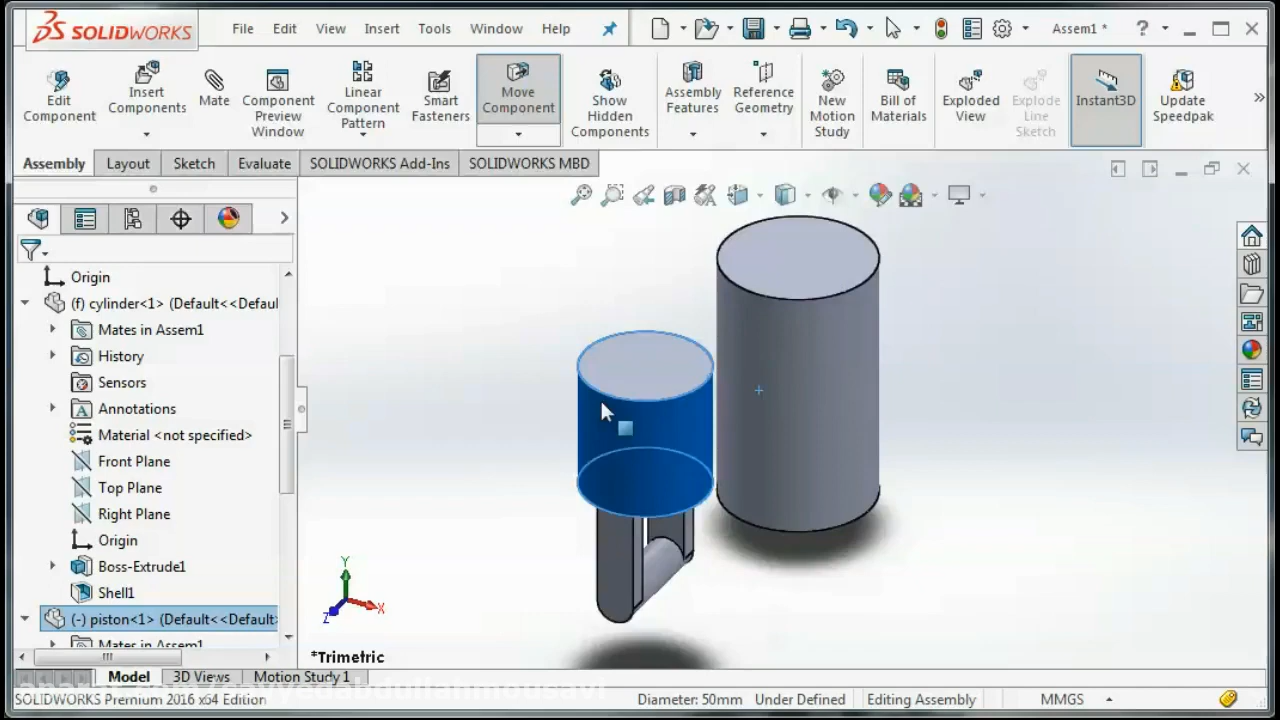 SOLIDWORKS
File Edit View Insert Tools Window Help
Assem1 *
Edit Component
Insert Components
Mate
Component Preview Window
Linear Component Pattern
Smart Fasteners
Move Component
Show Hidden Components
Assembly Features
Reference Geometry
New Motion Study
Bill of Materials
Exploded View
Explode Line Sketch
Instant3D
Update Speedpak
Assembly Layout Sketch Evaluate SOLIDWORKS Add-Ins SOLIDWORKS MBD
Origin
(f) cylinder<1> (Default<<Defaul
Mates in Assem1
History
Sensors
Annotations
Material <not specified>
Front Plane
Top Plane
Right Plane
Origin
Boss-Extrude1
Shell1
(-) piston<1> (Default<<Default>
Mates in Assem1
Y
X
Z
*Trimetric
Model 3D Views Motion Study 1
SOLIDWORKS Premium 2016 x64 Edition
Diameter: 50mm Under Defined Editing Assembly MMGS